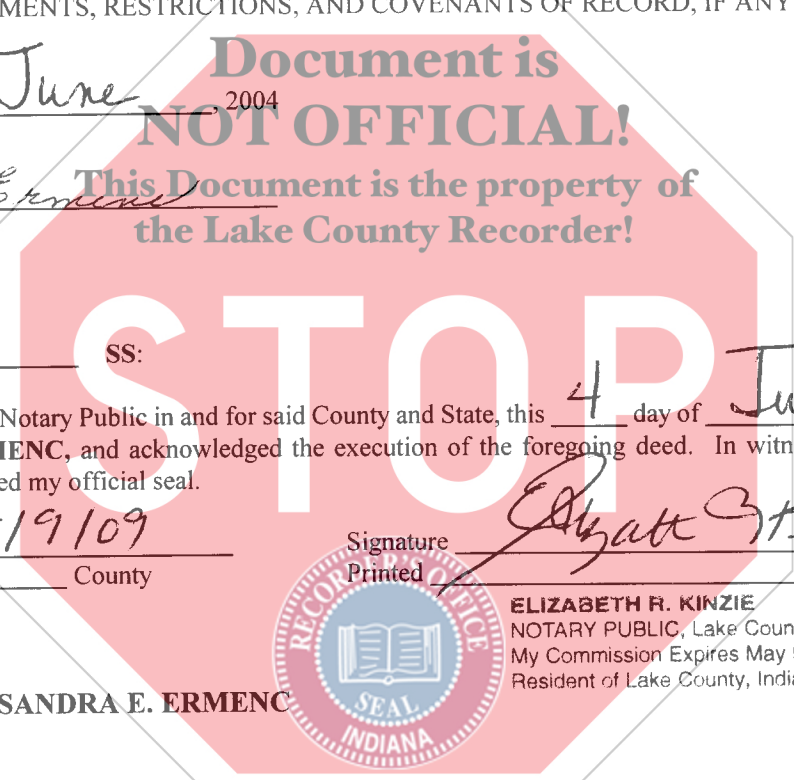 MENTS, RESTRICTIONS, AND COVENANTS OF RECORD, IF ANY
Document is
June, 2004
NOT OFFICIAL!
This Document is the property of
Ermenc
the Lake County Recorder!
STOP
SS:
Notary Public in and for said County and State, this 4 day of Ju
MENC, and acknowledged the execution of the foregoing deed. In witn
ed my official seal.
/9/09
Signature
County
Printed
RECORDER'S OFFICE
SEAL
INDIANA
ELIZABETH R. KINZIE
NOTARY PUBLIC, Lake Coun
My Commission Expires May
Resident of Lake County, India
SANDRA E. ERMENC